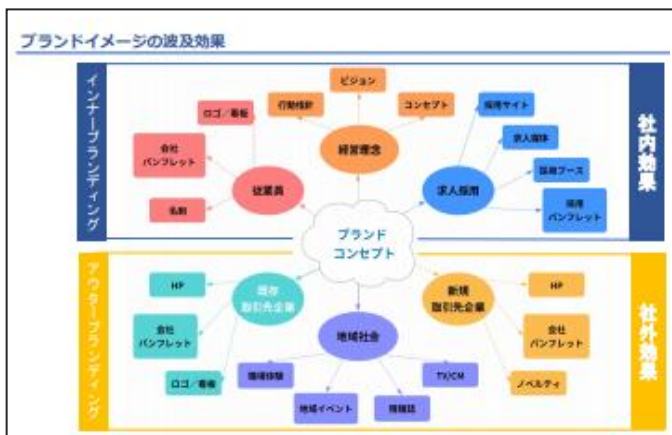 ブランドイメージの波及効果
インナーブランディング
社内効果
ビジョン
行動指針
コンセプト
経営理念
ロゴ/看板
会社
パンフレット
名刺
従業員
採用サイト
求人媒体
採用ブース
採用
パンフレット
求人採用
ブランド
コンセプト
アウターブランディング
社外効果
HP
会社
パンフレット
ロゴ/看板
既存
取引先企業
地域社会
職場体験
地域イベント
情報誌
TV/CM
新規
取引先企業
HP
会社
パンフレット
ノベルティ